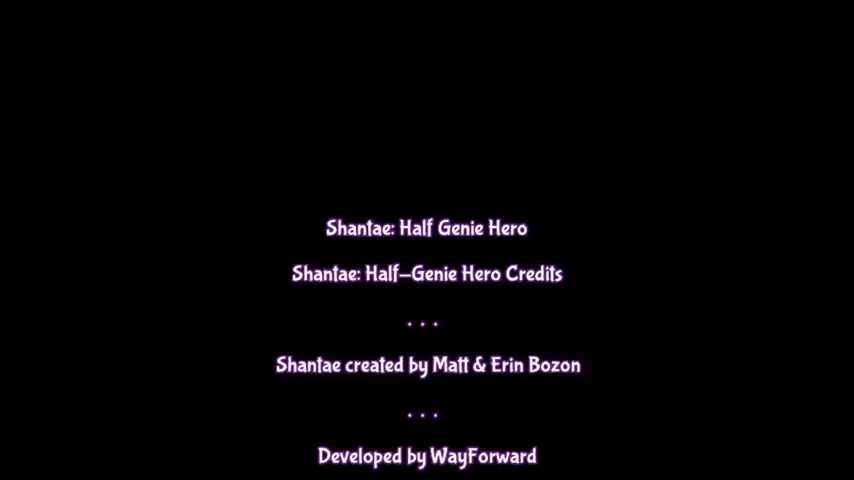 Shantae: Half Genie Hero
Shantae: Half-Genie Hero Credits
. . .
Shantae created by Matt & Erin Bozon
. . .
Developed by WayForward